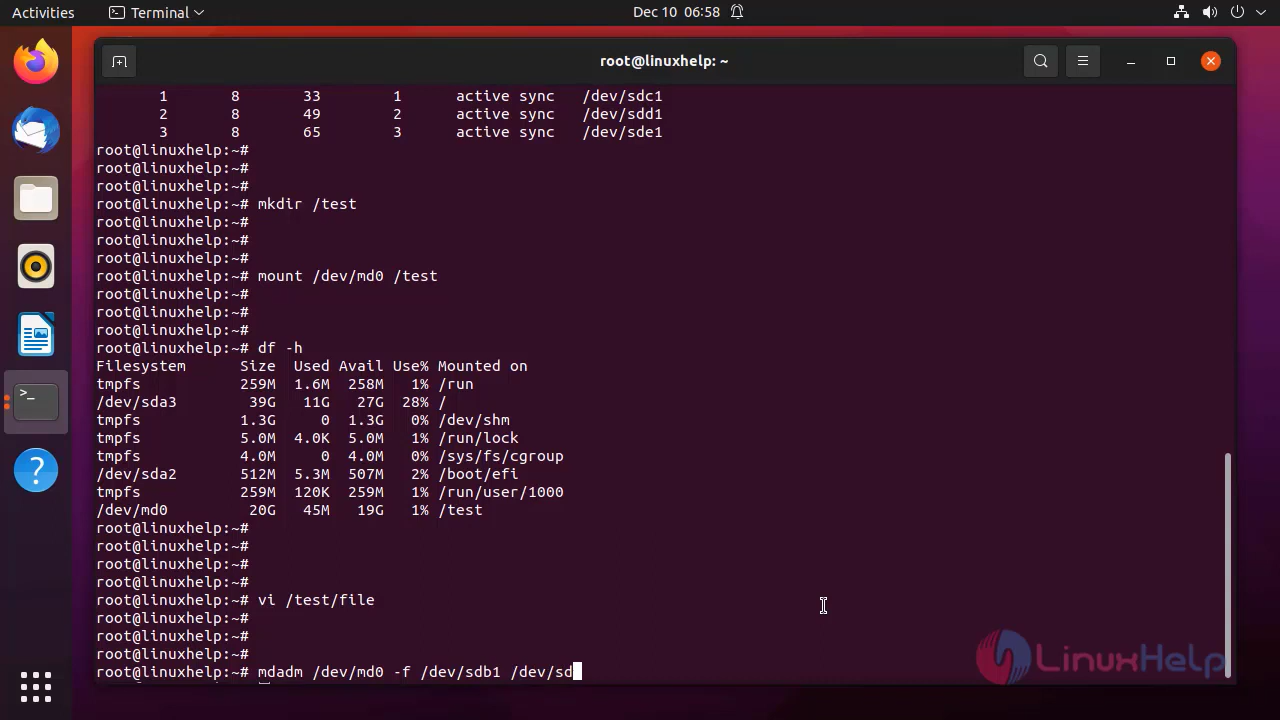 Activities Terminal Dec 10 06:58
root@linuxhelp: ~
1 8 33 1 active sync /dev/sdc1
2 8 49 2 active sync /dev/sdd1
3 8 65 3 active sync /dev/sde1
root@linuxhelp:~#
root@linuxhelp:~#
root@linuxhelp:~#
root@linuxhelp:~# mkdir /test
root@linuxhelp:~#
root@linuxhelp:~#
root@linuxhelp:~#
root@linuxhelp:~# mount /dev/md0 /test
root@linuxhelp:~#
root@linuxhelp:~#
root@linuxhelp:~#
root@linuxhelp:~# df -h
Filesystem Size Used Avail Use% Mounted on
tmpfs 259M 1.6M 258M 1% /run
/dev/sda3 39G 11G 27G 28% /
tmpfs 1.3G 0 1.3G 0% /dev/shm
tmpfs 5.0M 4.0K 5.0M 1% /run/lock
tmpfs 4.0M 0 4.0M 0% /sys/fs/cgroup
/dev/sda2 512M 5.3M 507M 2% /boot/efi
tmpfs 259M 120K 259M 1% /run/user/1000
/dev/md0 20G 45M 19G 1% /test
root@linuxhelp:~#
root@linuxhelp:~#
root@linuxhelp:~#
root@linuxhelp:~#
root@linuxhelp:~# vi /test/file
root@linuxhelp:~#
root@linuxhelp:~#
root@linuxhelp:~#
root@linuxhelp:~# mdadm /dev/md0 -f /dev/sdb1 /dev/sd
LinuxHelp